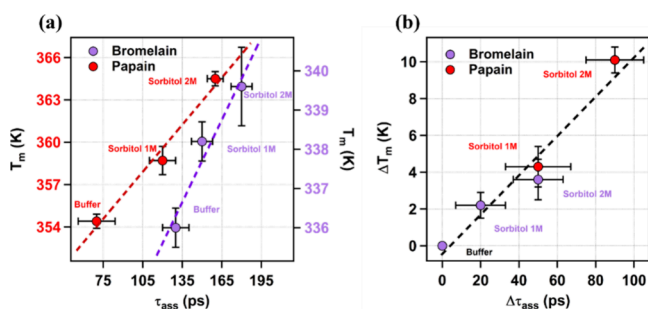 (a)
Bromelain
Papain
366
363
360
357
354
T_m (K)
340
339
338
337
336
T_m (K)
Sorbitol 2M
Sorbitol 2M
Sorbitol 1M
Sorbitol 1M
Buffer
Buffer
75 105 135 165 195
τ_ass (ps)
(b)
Bromelain
Papain
10
8
6
4
2
0
ΔT_m (K)
Sorbitol 2M
Sorbitol 1M
Sorbitol 2M
Sorbitol 1M
Buffer
0 20 40 60 80 100
Δτ_ass (ps)